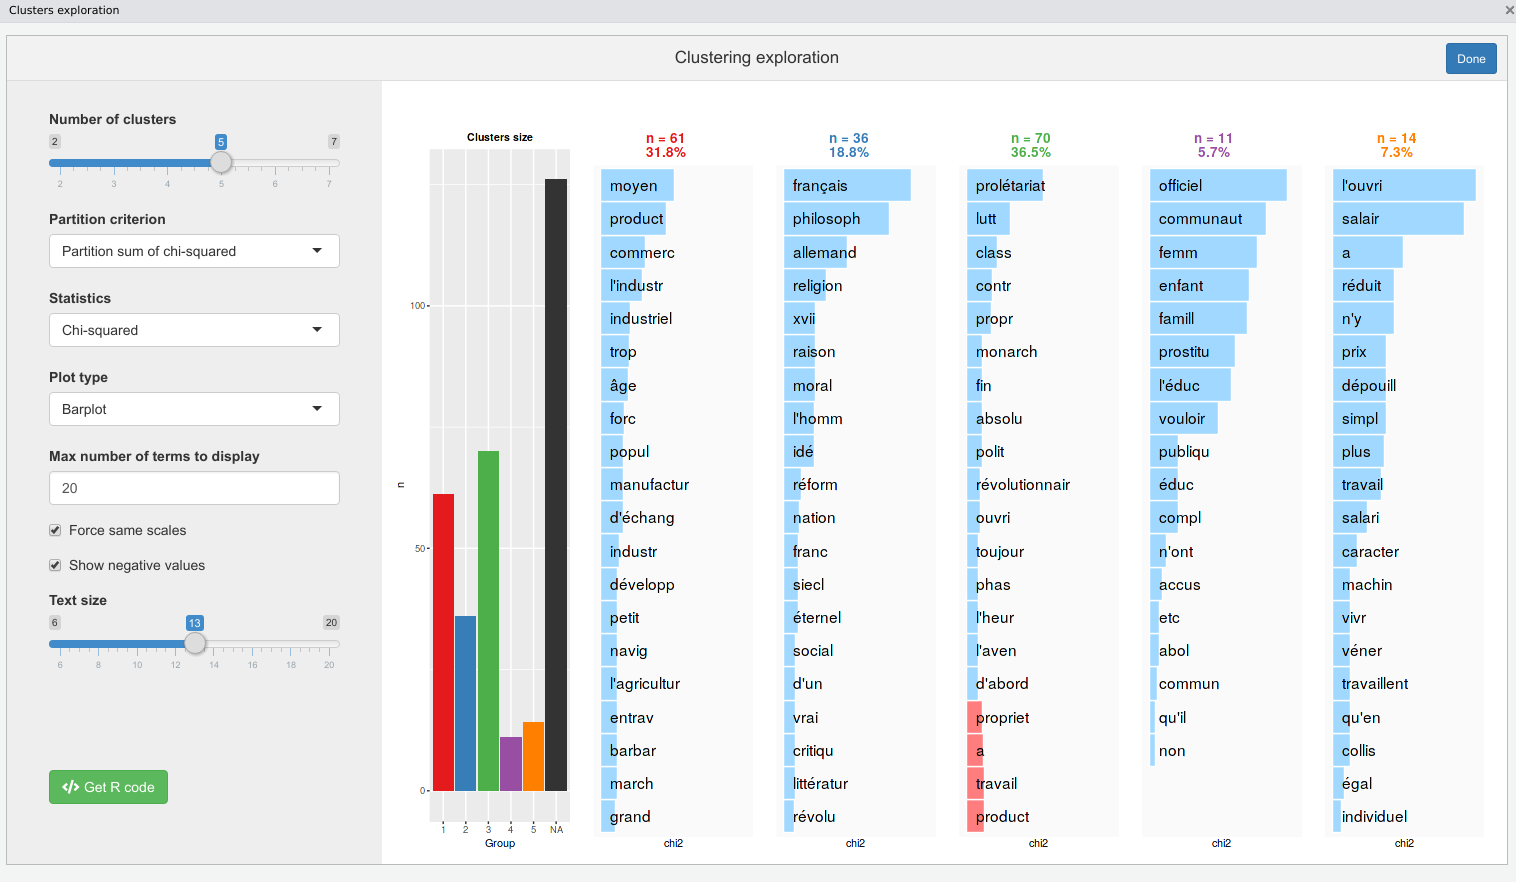 Clusters exploration
×
Clustering exploration
Done
Number of clusters
2 5 7
2 3 4 5 6 7
Partition criterion
Partition sum of chi-squared
Statistics
Chi-squared
Plot type
Barplot
Max number of terms to display
20
Force same scales
Show negative values
Text size
6 13 20
6 8 10 12 14 16 18 20
</> Get R code
Clusters size
n
100
50
0
1 2 3 4 5 NA
Group
n = 61
31.8%
moyen
product
commerc
l'industr
industriel
trop
âge
forc
popul
manufactur
d'échang
industr
développ
petit
navig
l'agricultur
entrav
barbar
march
grand
chi2
n = 36
18.8%
français
philosoph
allemand
religion
xvii
raison
moral
l'homm
idé
réform
nation
franc
siecl
éternel
social
d'un
vrai
critiqu
littératur
révolu
chi2
n = 70
36.5%
prolétariat
lutt
class
contr
propr
monarch
fin
absolu
polit
révolutionnair
ouvri
toujour
phas
l'heur
l'aven
d'abord
propriet
a
travail
product
chi2
n = 11
5.7%
officiel
communaut
femm
enfant
famill
prostitu
l'éduc
vouloir
publiqu
éduc
compl
n'ont
accus
etc
abol
commun
qu'il
non
chi2
n = 14
7.3%
l'ouvri
salair
a
réduit
n'y
prix
dépouill
simpl
plus
travail
salari
caracter
machin
vivr
véner
travaillent
qu'en
collis
égal
individuel
chi2